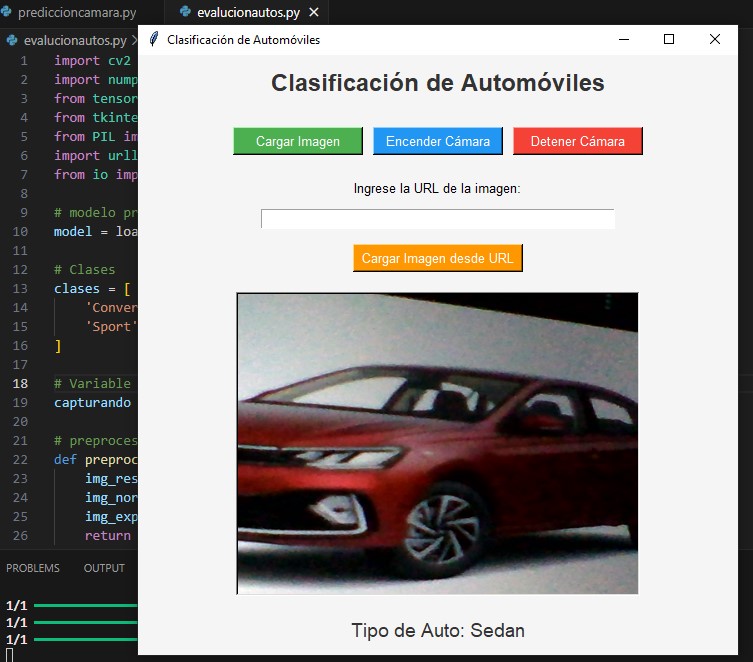 prediccioncamara.py
evalucionautos.py ×
evalucionautos.py
Clasificación de Automóviles
Clasificación de Automóviles
Cargar Imagen
Encender Cámara
Detener Cámara
Ingrese la URL de la imagen:
Cargar Imagen desde URL
Tipo de Auto: Sedan
1 import cv2
2 import nump
3 from tensor
4 from tkinte
5 from PIL im
6 import urll
7 from io imp
8
9 # modelo pr
10 model = loa
11
12 # Clases
13 clases = [
14 'Conver
15 'Sport'
16 ]
17
18 # Variable
19 capturando
20
21 # preproces
22 def preproc
23 img_res
24 img_nor
25 img_exp
26 return
PROBLEMS OUTPUT
1/1
1/1
1/1